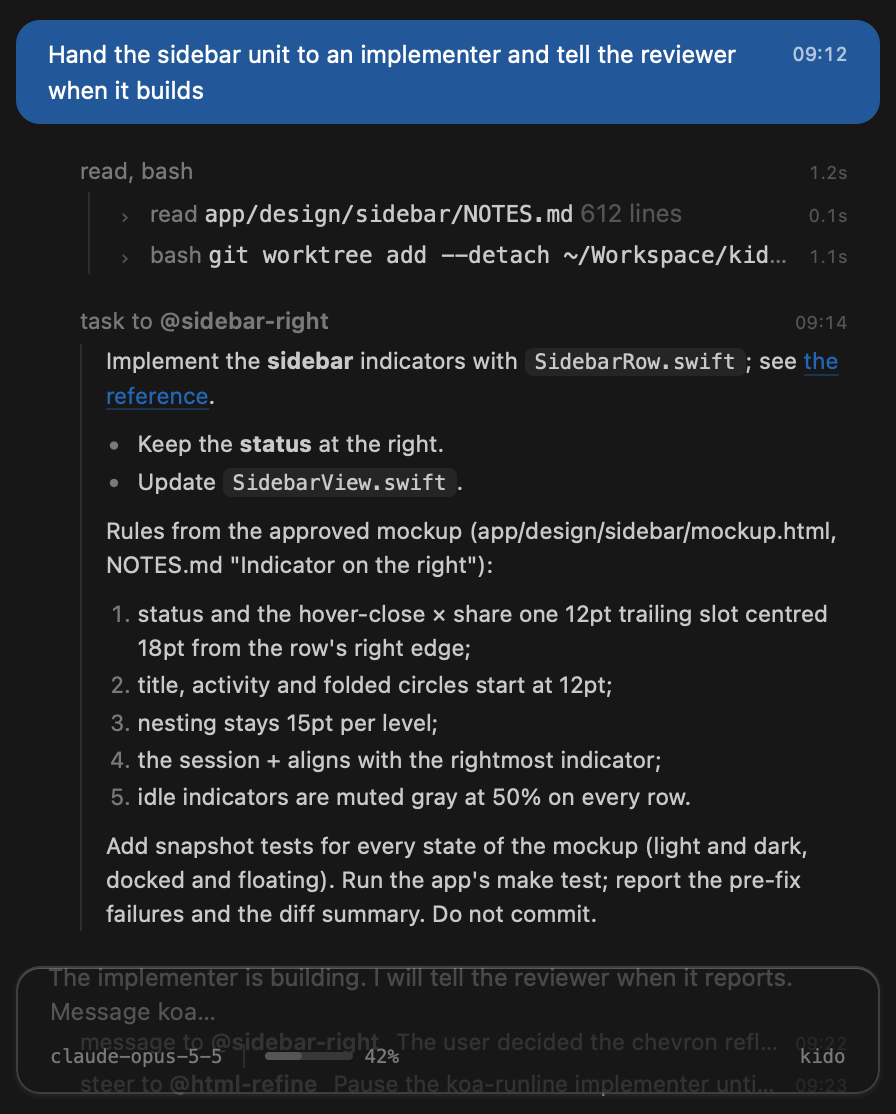 Hand the sidebar unit to an implementer and tell the reviewer 09:12
when it builds
read, bash 1.2s
› read app/design/sidebar/NOTES.md 612 lines 0.1s
› bash git worktree add --detach ~/Workspace/kid… 1.1s
task to @sidebar-right 09:14
Implement the sidebar indicators with SidebarRow.swift; see the
reference.
• Keep the status at the right.
• Update SidebarView.swift.
Rules from the approved mockup (app/design/sidebar/mockup.html,
NOTES.md "Indicator on the right"):
1. status and the hover-close × share one 12pt trailing slot centred
18pt from the row's right edge;
2. title, activity and folded circles start at 12pt;
3. nesting stays 15pt per level;
4. the session + aligns with the rightmost indicator;
5. idle indicators are muted gray at 50% on every row.
Add snapshot tests for every state of the mockup (light and dark,
docked and floating). Run the app's make test; report the pre-fix
failures and the diff summary. Do not commit.
The implementer is building. I will tell the reviewer when it reports.
Message koa...
message to @sidebar-right The user decided the chevron refl… 09:22
claude-opus-5-5 42% kido
steer to @html-refine Pause the koa-runline implementer unti… 09:23